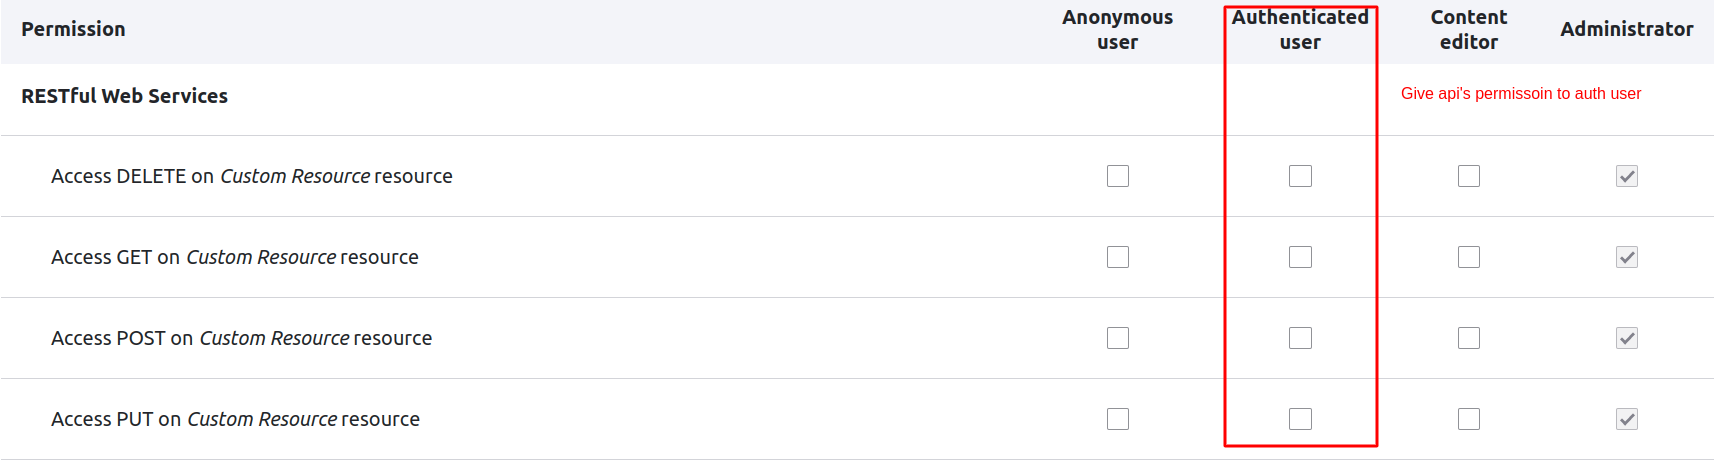 Permission
Anonymous
user
Authenticated
user
Content
editor
Administrator
RESTful Web Services
Give api's permissoin to auth user
Access DELETE on Custom Resource resource
Access GET on Custom Resource resource
Access POST on Custom Resource resource
Access PUT on Custom Resource resource